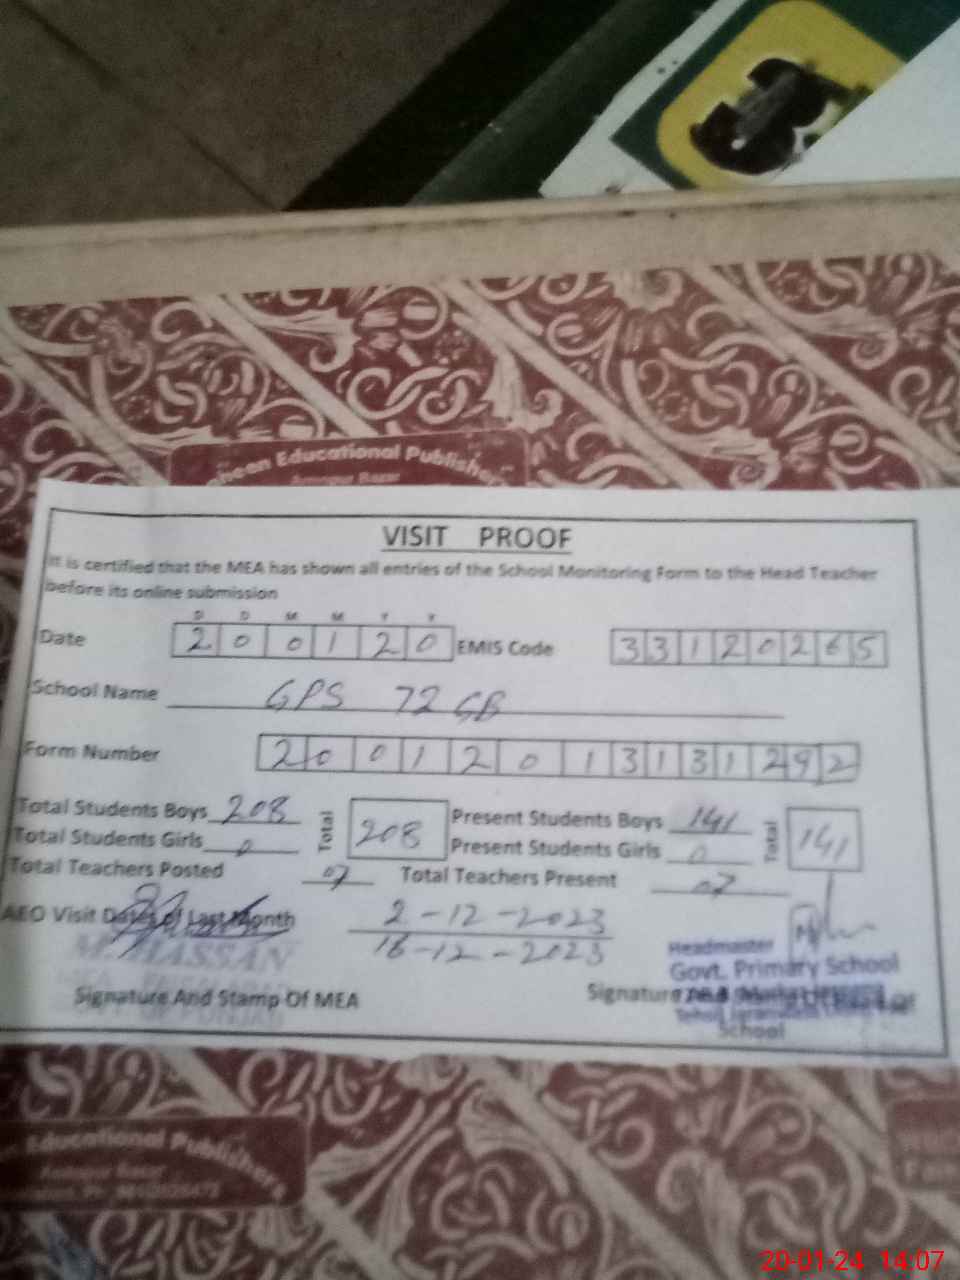 Educational Publishers
VISIT PROOF
It is certified that the MEA has shown all entries of the School Monitoring Form to the Head Teacher
before its online submission
D D M M Y Y
Date 2 0 0 1 2 0 EMIS Code 3 3 1 2 0 2 6 5
School Name GPS 72 GB
Form Number 2 0 0 1 2 0 1 3 1 3 1 2 9 2
Total Students Boys 208 Total 208 Present Students Boys 141 Total 141
Total Students Girls 0 Present Students Girls 0
Total Teachers Posted 07 Total Teachers Present 07
AEO Visit Dates of Last Month 2-12-2023
16-12-2023
M. HASSAN
Headmaster
Govt. Primary School
Signature And Stamp Of MEA Signature
School
Educational Publishers
20-01-24 14:07